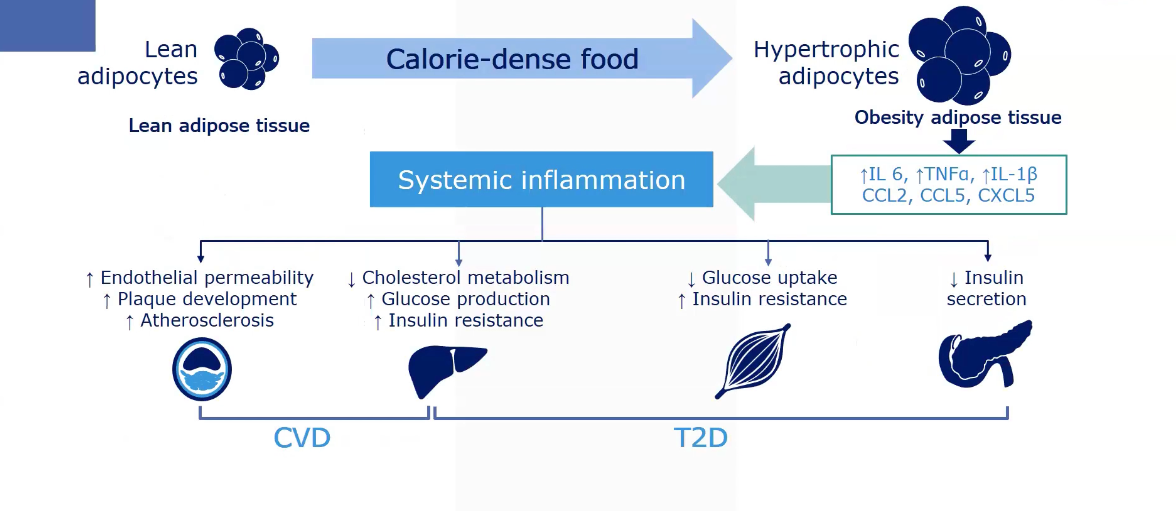 Lean
adipocytes
Calorie-dense food
Hypertrophic
adipocytes
Lean adipose tissue
Obesity adipose tissue
Systemic inflammation
↑IL 6, ↑TNFα, ↑IL-1β
CCL2, CCL5, CXCL5
↑ Endothelial permeability
↑ Plaque development
↑ Atherosclerosis
↓ Cholesterol metabolism
↑ Glucose production
↑ Insulin resistance
↓ Glucose uptake
↑ Insulin resistance
↓ Insulin
secretion
CVD
T2D